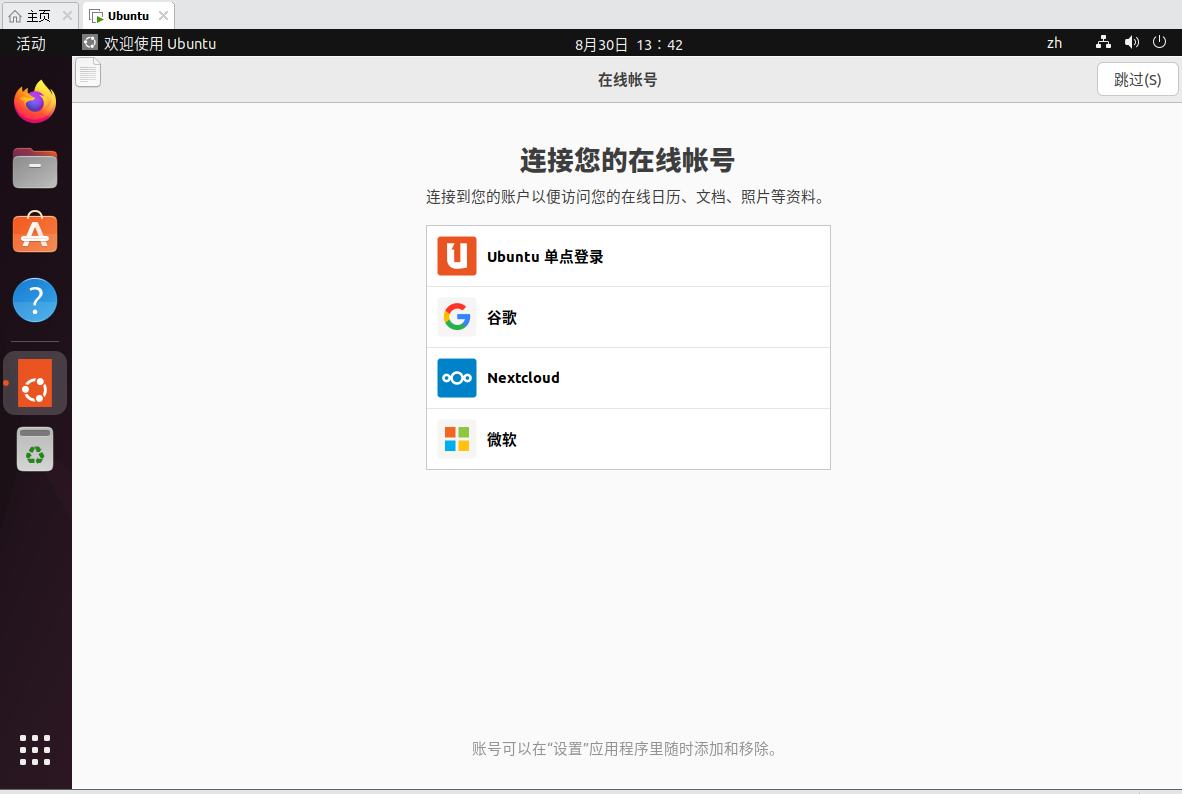 主页
Ubuntu
活动
欢迎使用 Ubuntu
8月30日 13：42
zh
在线帐号
跳过(S)
连接您的在线帐号
连接到您的账户以便访问您的在线日历、文档、照片等资料。
Ubuntu 单点登录
谷歌
Nextcloud
微软
账号可以在“设置”应用程序里随时添加和移除。